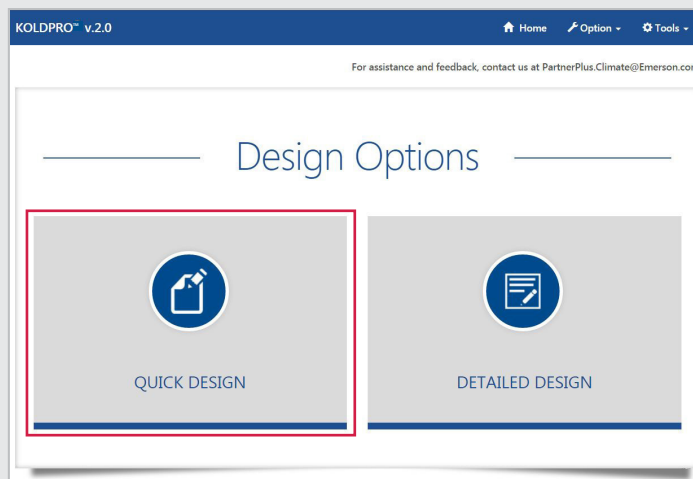 KOLDPRO™ v.2.0 Home Option Tools
For assistance and feedback, contact us at PartnerPlus.Climate@Emerson.com
Design Options
QUICK DESIGN DETAILED DESIGN